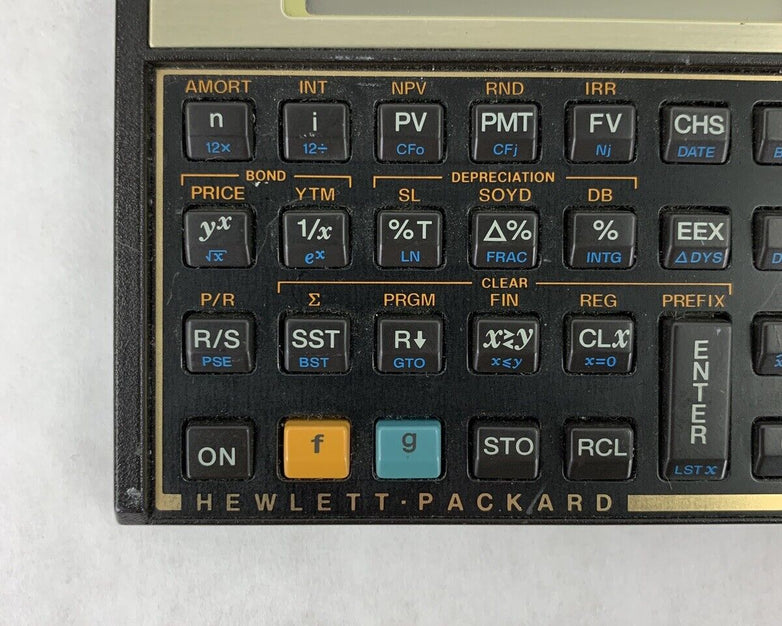 AMORT INT NPV RND IRR
n i PV PMT FV CHS
12× 12÷ CFo CFj Nj DATE
BOND DEPRECIATION
PRICE YTM SL SOYD DB
yˣ 1/x %T Δ% % EEX
√x eˣ LN FRAC INTG ΔDYS
CLEAR
P/R Σ PRGM FIN REG PREFIX
R/S SST R↓ x≷y CLx ENTER
PSE BST GTO x≤y x=0
ON f g STO RCL
LST x
HEWLETT·PACKARD